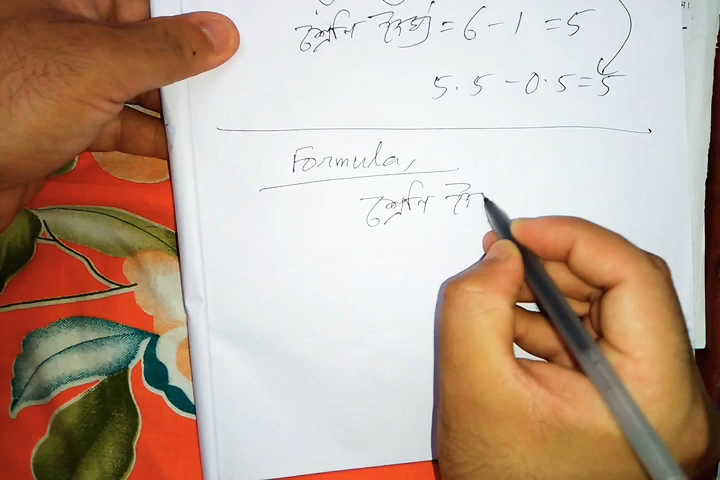 শ্রেনি দৈর্ঘ্য = 6 - 1 = 5
5.5 - 0.5 = 5
Formula,
শ্রেনি দৈ